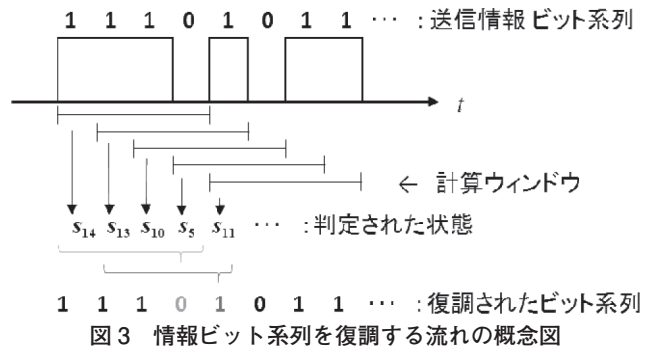 1 1 1 0 1 0 1 1 ⋯ : 送信情報ビット系列
t
← 計算ウィンドウ
s14 s13 s10 s5 s11 ⋯ : 判定された状態
1 1 1 0 1 0 1 1 ⋯ : 復調されたビット系列
図3 情報ビット系列を復調する流れの概念図